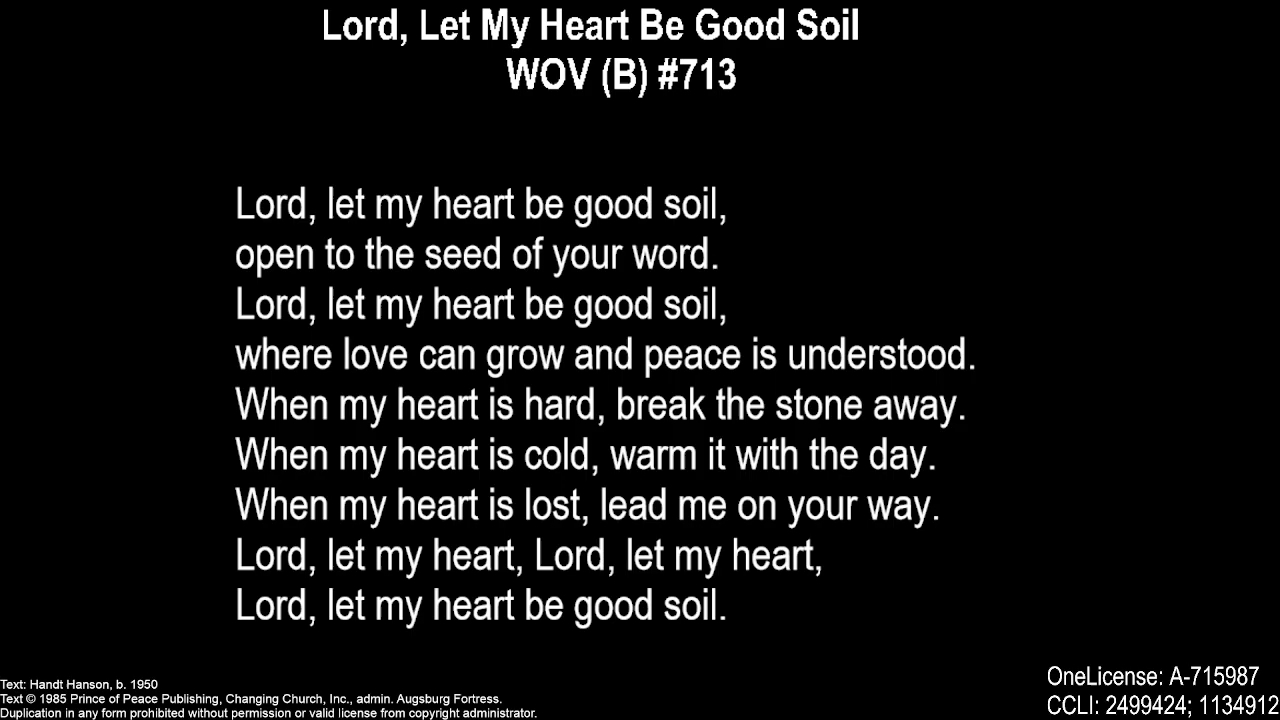 Lord, Let My Heart Be Good Soil
WOV (B) #713
Lord, let my heart be good soil,
open to the seed of your word.
Lord, let my heart be good soil,
where love can grow and peace is understood.
When my heart is hard, break the stone away.
When my heart is cold, warm it with the day.
When my heart is lost, lead me on your way.
Lord, let my heart, Lord, let my heart,
Lord, let my heart be good soil.
Text: Handt Hanson, b. 1950
Text © 1985 Prince of Peace Publishing, Changing Church, Inc., admin. Augsburg Fortress.
Duplication in any form prohibited without permission or valid license from copyright administrator.
OneLicense: A-715987
CCLI: 2499424; 1134912